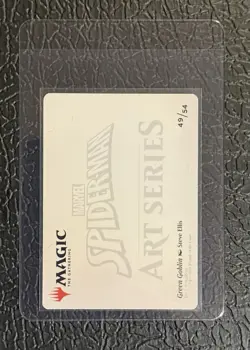 MAGIC
THE GATHERING
MARVEL
SPIDER-MAN
ART SERIES
Green Goblin Steve Ellis
49/54